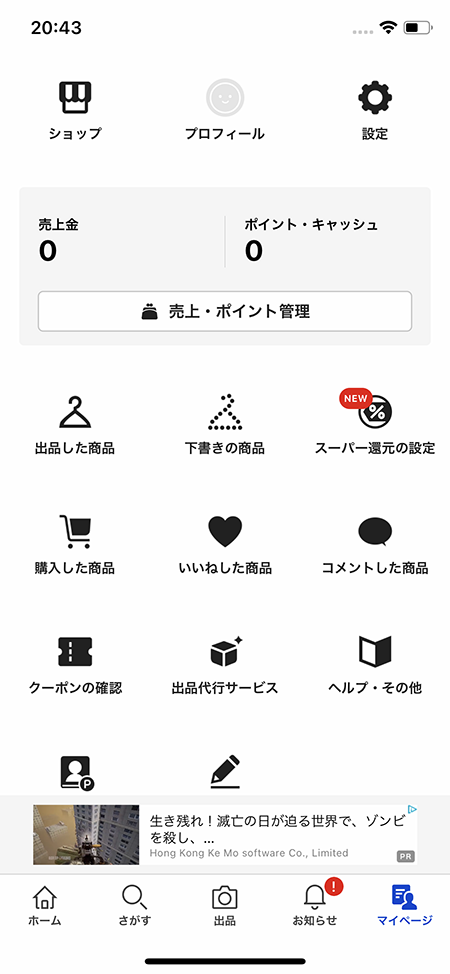 20:43
ショップ
プロフィール
設定
売上金
ポイント・キャッシュ
0
0
売上・ポイント管理
NEW
%
出品した商品
下書きの商品
スーパー還元の設定
購入した商品
いいねした商品
コメントした商品
クーポンの確認
出品代行サービス
ヘルプ・その他
P
生き残れ！滅亡の日が迫る世界で、ゾンビ
を殺し、...
Hong Kong Ke Mo software Co., Limited
PR
!
ホーム
さがす
出品
お知らせ
マイページ